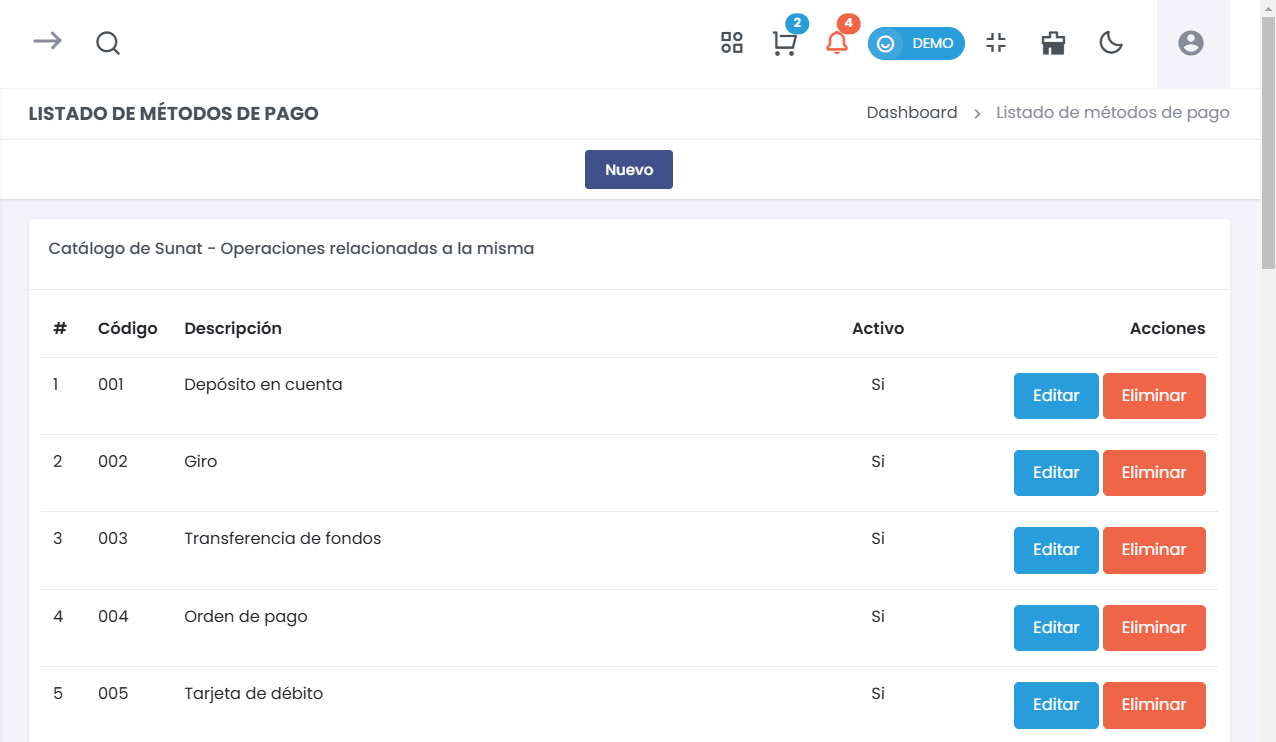 2
4
DEMO
LISTADO DE MÉTODOS DE PAGO
Dashboard > Listado de métodos de pago
Nuevo
Catálogo de Sunat - Operaciones relacionadas a la misma
# Código Descripción Activo Acciones
1 001 Depósito en cuenta Si Editar Eliminar
2 002 Giro Si Editar Eliminar
3 003 Transferencia de fondos Si Editar Eliminar
4 004 Orden de pago Si Editar Eliminar
5 005 Tarjeta de débito Si Editar Eliminar